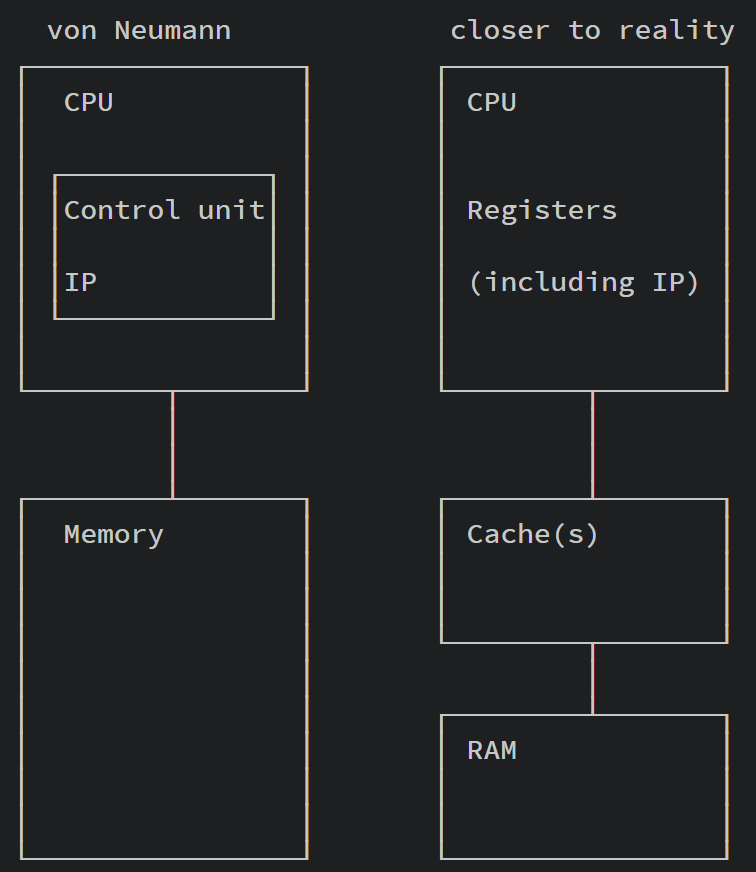 von Neumann
closer to reality
CPU
Control unit
IP
Memory
CPU
Registers
(including IP)
Cache(s)
RAM